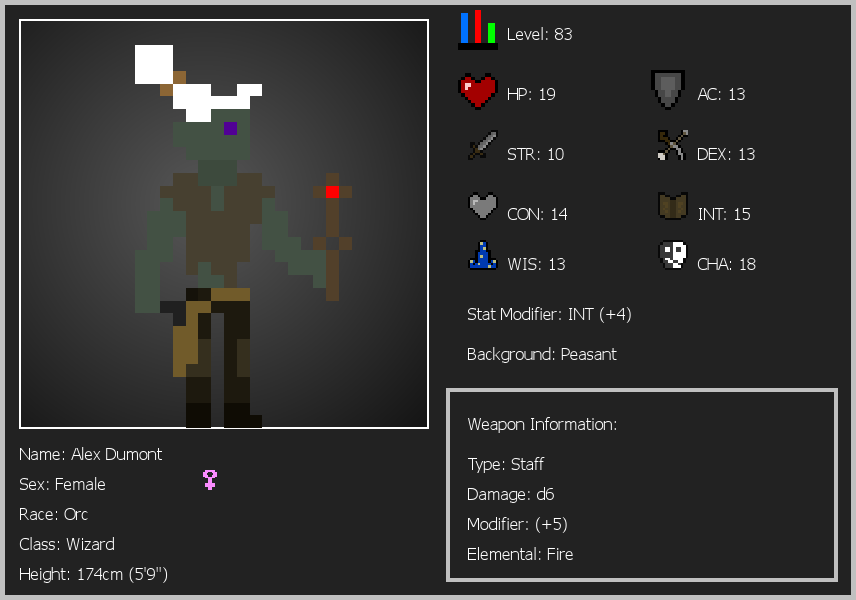 Level: 83
HP: 19
AC: 13
STR: 10
DEX: 13
CON: 14
INT: 15
WIS: 13
CHA: 18
Stat Modifier: INT (+4)
Background: Peasant
Weapon Information:
Type: Staff
Damage: d6
Modifier: (+5)
Elemental: Fire
Name: Alex Dumont
Sex: Female
Race: Orc
Class: Wizard
Height: 174cm (5'9")